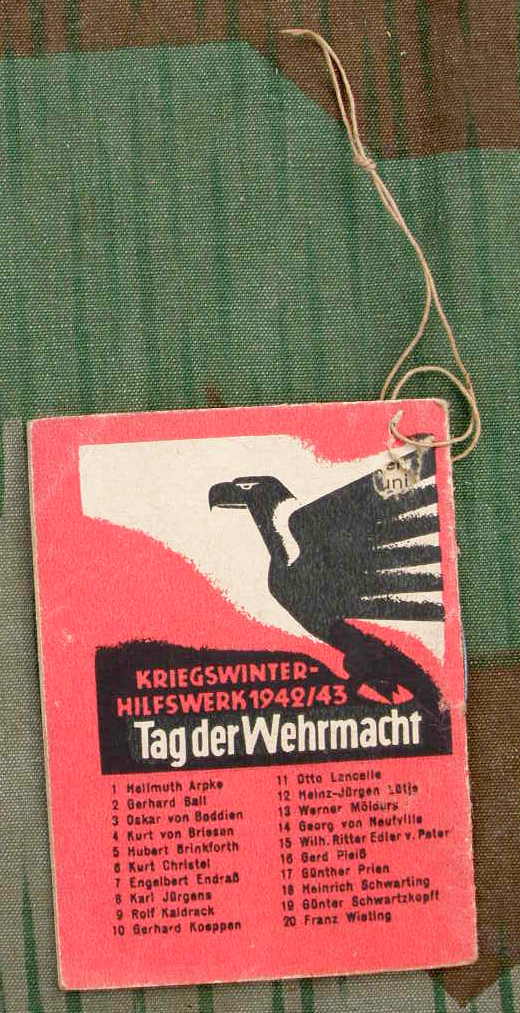 uni
KRIEGSWINTER-
HILFSWERK 1942/43
Tag der Wehrmacht
1 Hellmuth Arpke
2 Gerhard Ball
3 Oskar von Boddien
4 Kurt von Briesen
5 Hubert Brinkforth
6 Kurt Christel
7 Engelbert Endraß
8 Karl Jürgens
9 Rolf Kaldrack
10 Gerhard Koeppen
11 Otto Lancelle
12 Heinz-Jürgen Lütje
13 Werner Mölders
14 Georg von Neufville
15 Wilh. Ritter Edler v. Peter
16 Gerd Pleiß
17 Günther Prien
18 Heinrich Schwarting
19 Günter Schwartzkopff
20 Franz Wieting